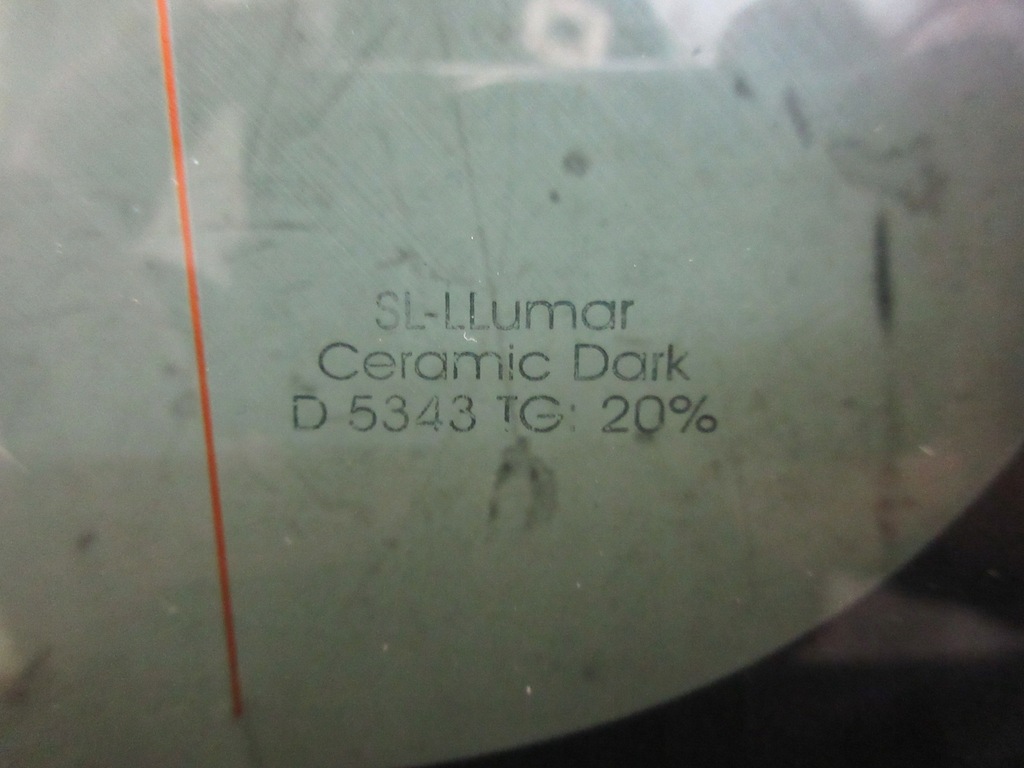 SL-LLumar
Ceramic Dark
D 5343 TG: 20%